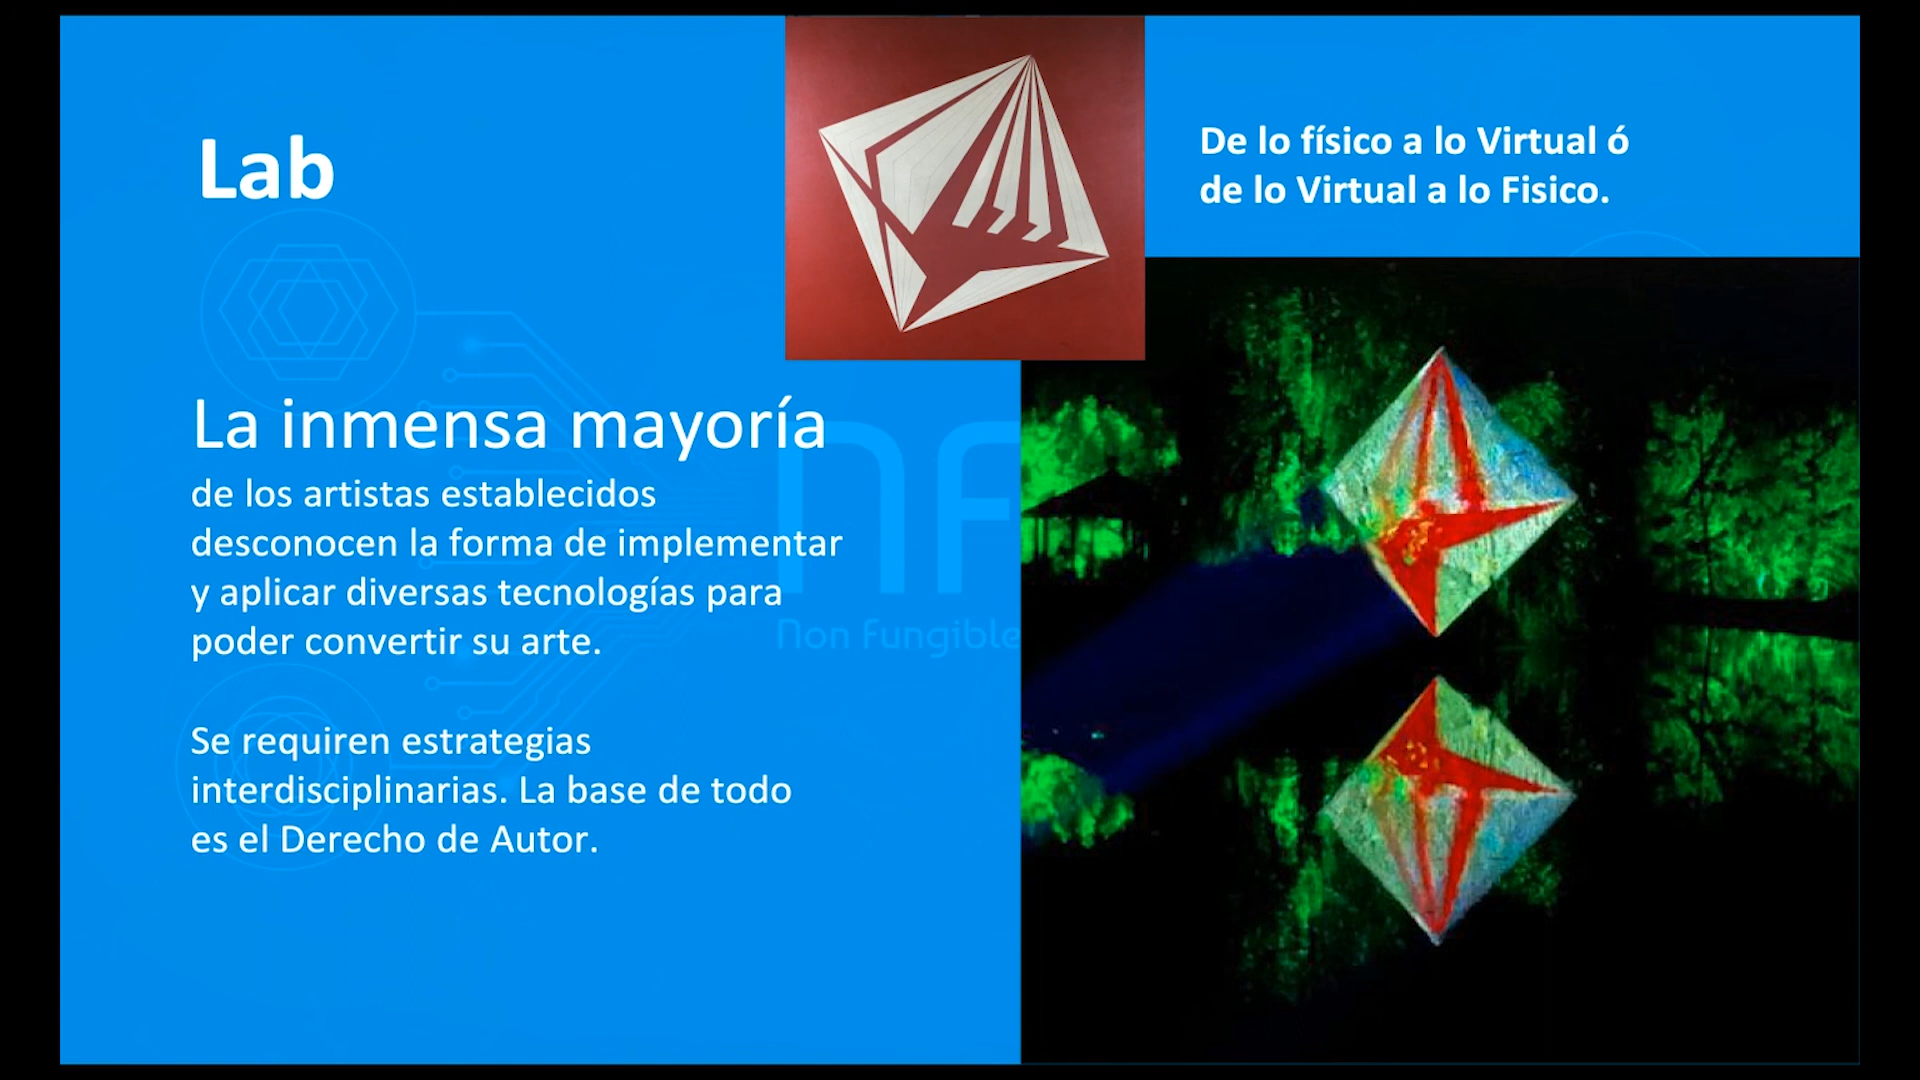 Lab
De lo físico a lo Virtual ó
de lo Virtual a lo Fisico.
La inmensa mayoría
de los artistas establecidos
desconocen la forma de implementar
y aplicar diversas tecnologías para
poder convertir su arte.
Se requiren estrategias
interdisciplinarias. La base de todo
es el Derecho de Autor.
nF
Non Fungible